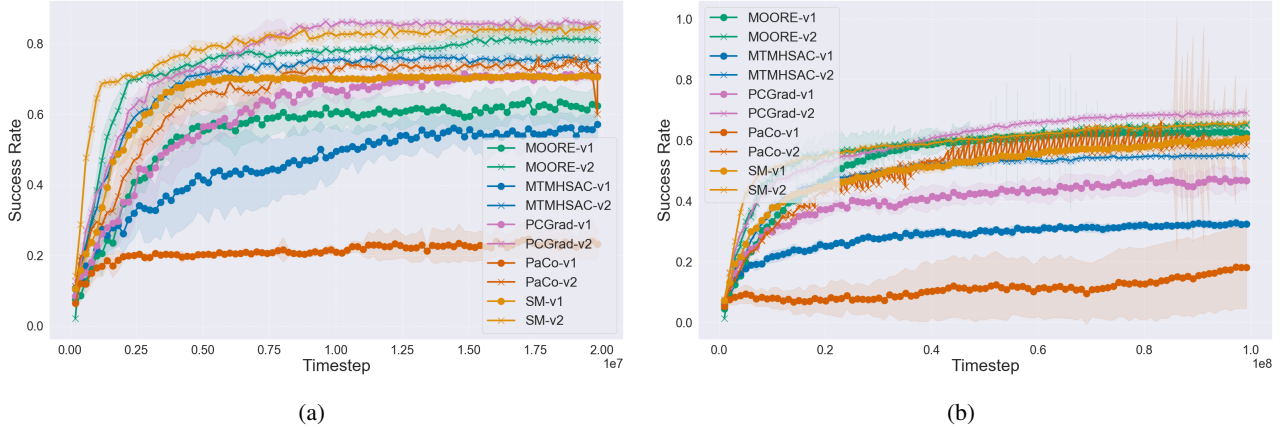 Success Rate
0.8
0.6
0.4
0.2
0.0
MOORE-v1
MOORE-v2
MTMHSAC-v1
MTMHSAC-v2
PCGrad-v1
PCGrad-v2
PaCo-v1
PaCo-v2
SM-v1
SM-v2
0.00 0.25 0.50 0.75 1.00 1.25 1.50 1.75 2.00
1e7
Timestep
(a)
Success Rate
1.0
0.8
0.6
0.4
0.2
0.0
MOORE-v1
MOORE-v2
MTMHSAC-v1
MTMHSAC-v2
PCGrad-v1
PCGrad-v2
PaCo-v1
PaCo-v2
SM-v1
SM-v2
0.0 0.2 0.4 0.6 0.8 1.0
1e8
Timestep
(b)